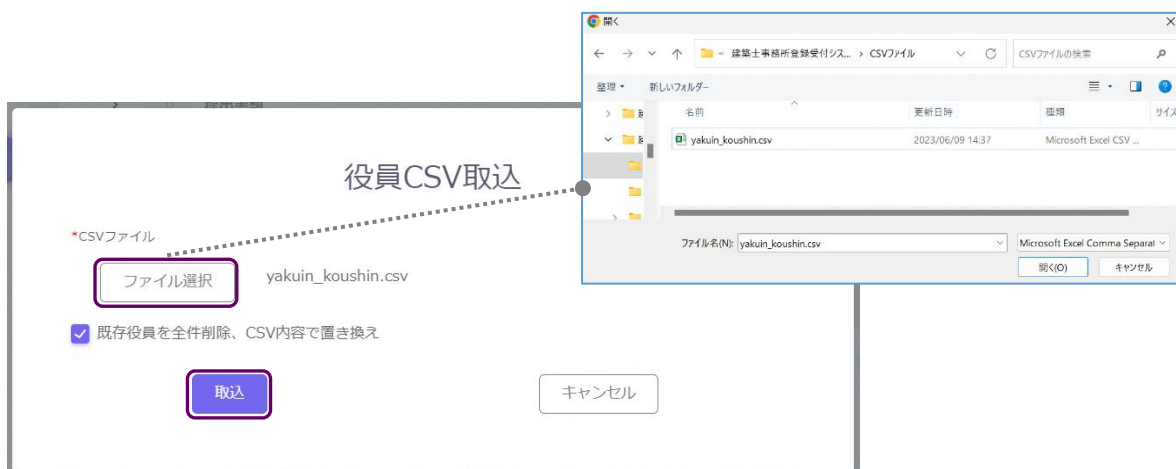 開く
« 建築士事務所登録受付シス... › CSVファイル
CSVファイルの検索
整理 新しいフォルダー
名前 更新日時 種類 サイズ
yakuin_koushin.csv 2023/06/09 14:37 Microsoft Excel CSV ...
ファイル名(N): yakuin_koushin.csv Microsoft Excel Comma Separat
開く(O) キャンセル
役員CSV取込
*CSVファイル
ファイル選択 yakuin_koushin.csv
既存役員を全件削除、CSV内容で置き換え
取込 キャンセル